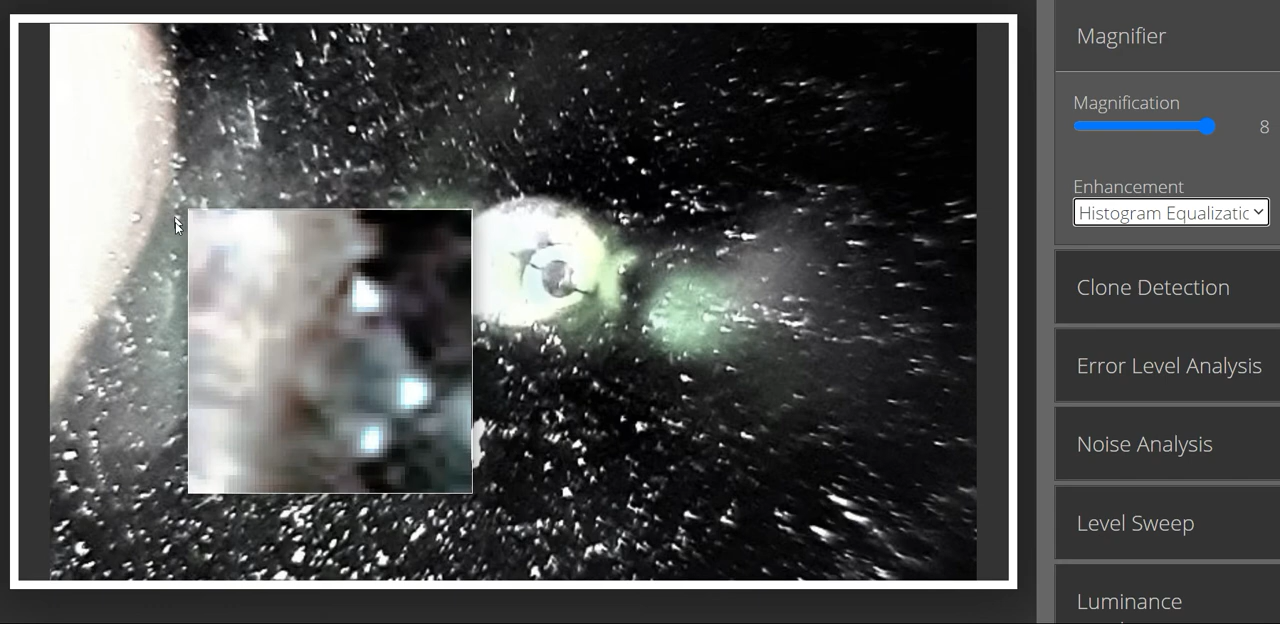 Magnifier
Magnification
8
Enhancement
Histogram Equalizatic
Clone Detection
Error Level Analysis
Noise Analysis
Level Sweep
Luminance